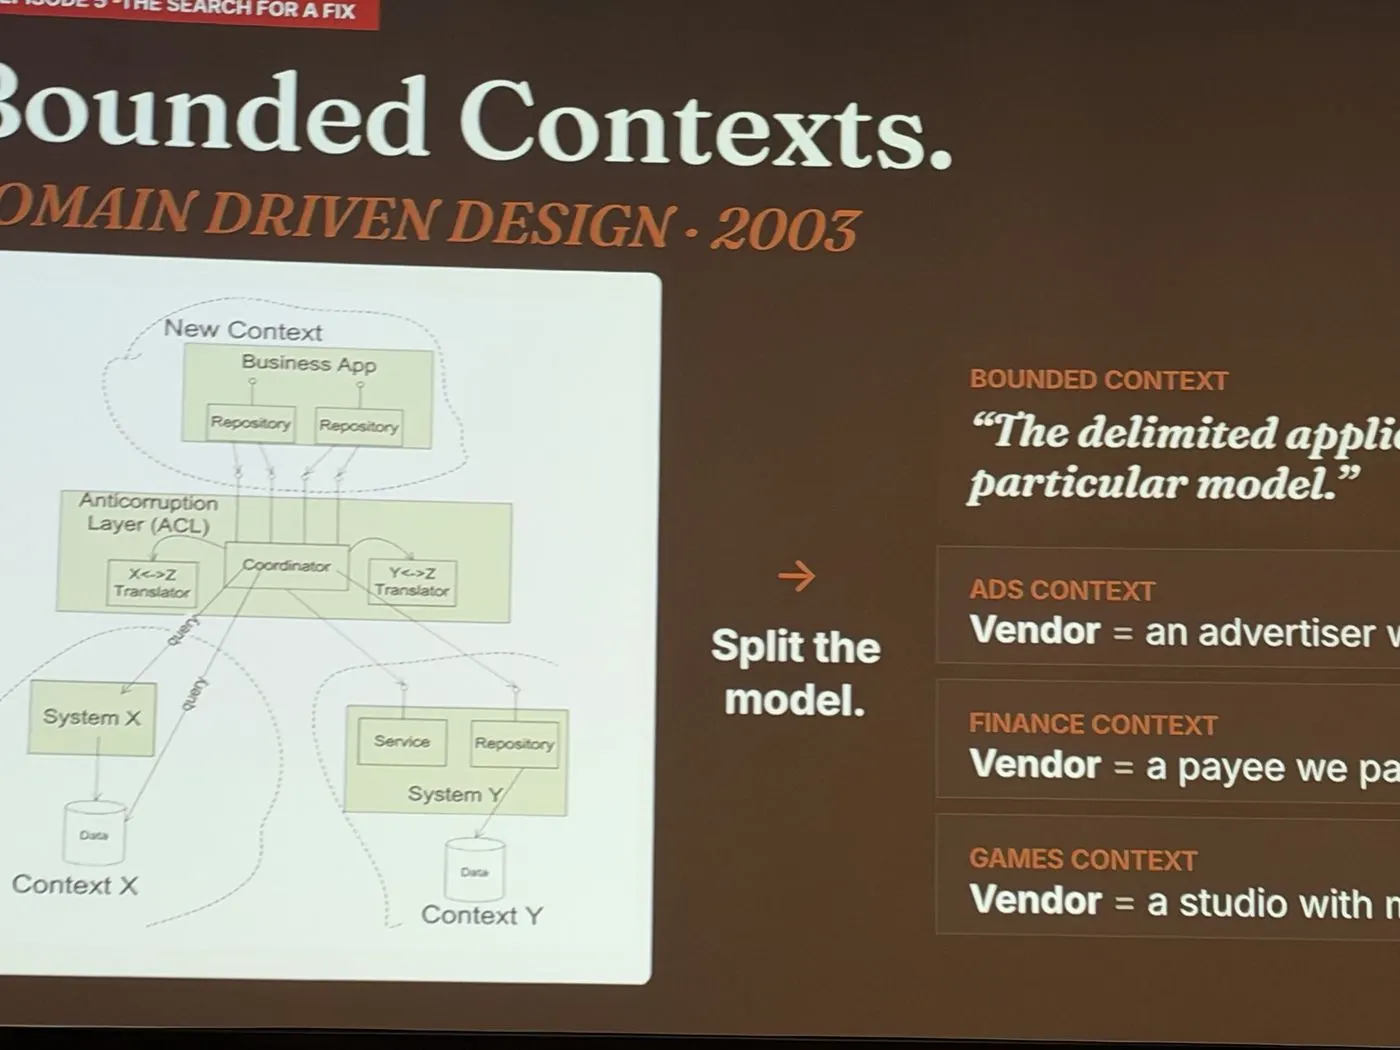 THE SEARCH FOR A FIX
Bounded Contexts.
OMAIN DRIVEN DESIGN · 2003
New Context
Business App
Repository
Repository
Anticorruption
Layer (ACL)
Coordinator
X<->Z
Translator
Y<->Z
Translator
query
query
System X
Data
Context X
Service
Repository
System Y
Data
Context Y
→
Split the
model.
BOUNDED CONTEXT
“The delimited applic
particular model.”
ADS CONTEXT
Vendor = an advertiser
FINANCE CONTEXT
Vendor = a payee we pa
GAMES CONTEXT
Vendor = a studio with